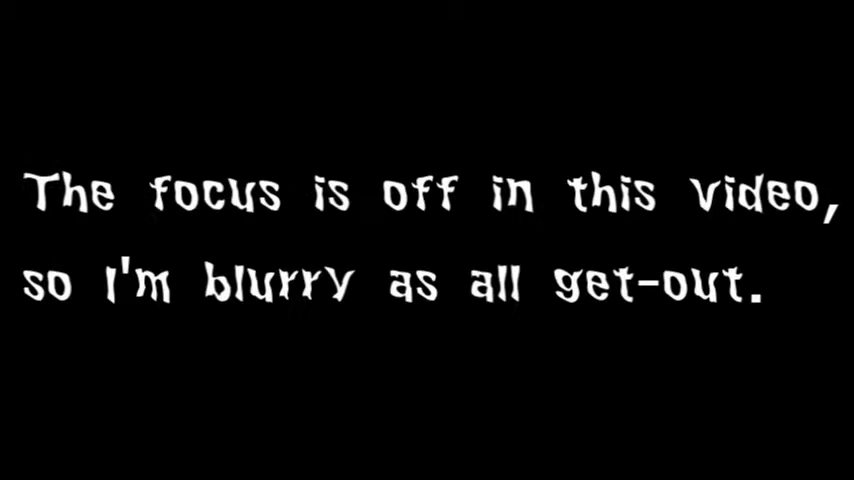 The focus is off in this video,
so I'm blurry as all get-out.